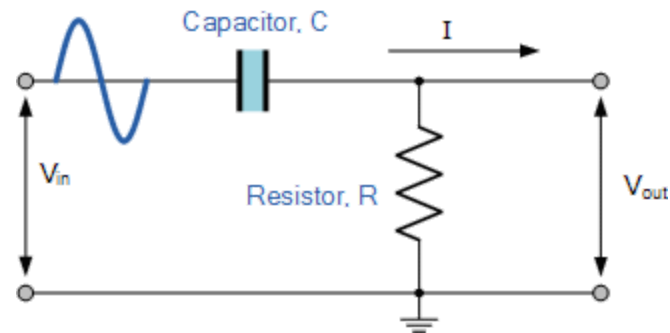 Capacitor, C
I
Vin
Resistor, R
Vout